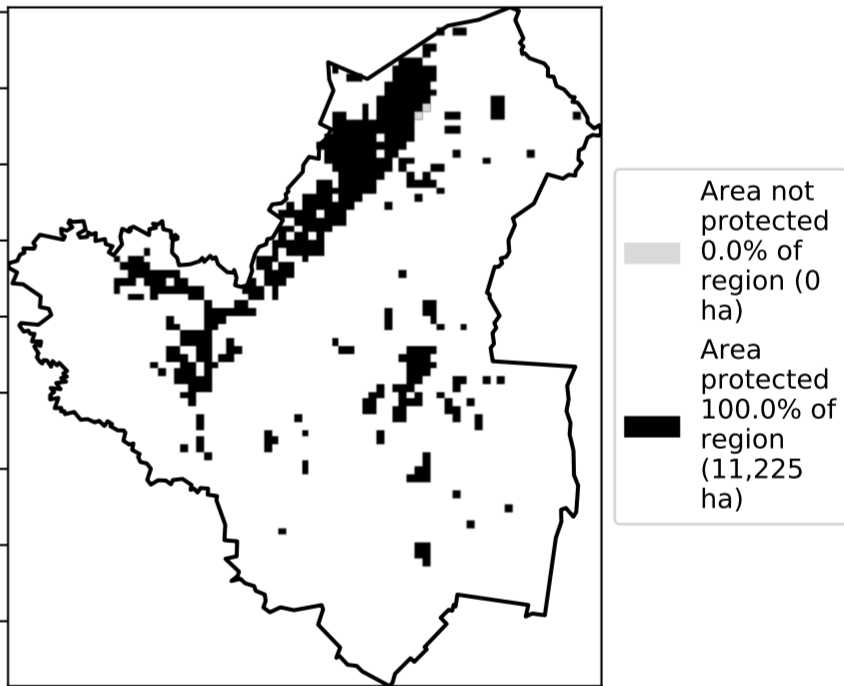 Area not
protected
0.0% of
region (0
ha)
Area
protected
100.0% of
region
(11,225
ha)